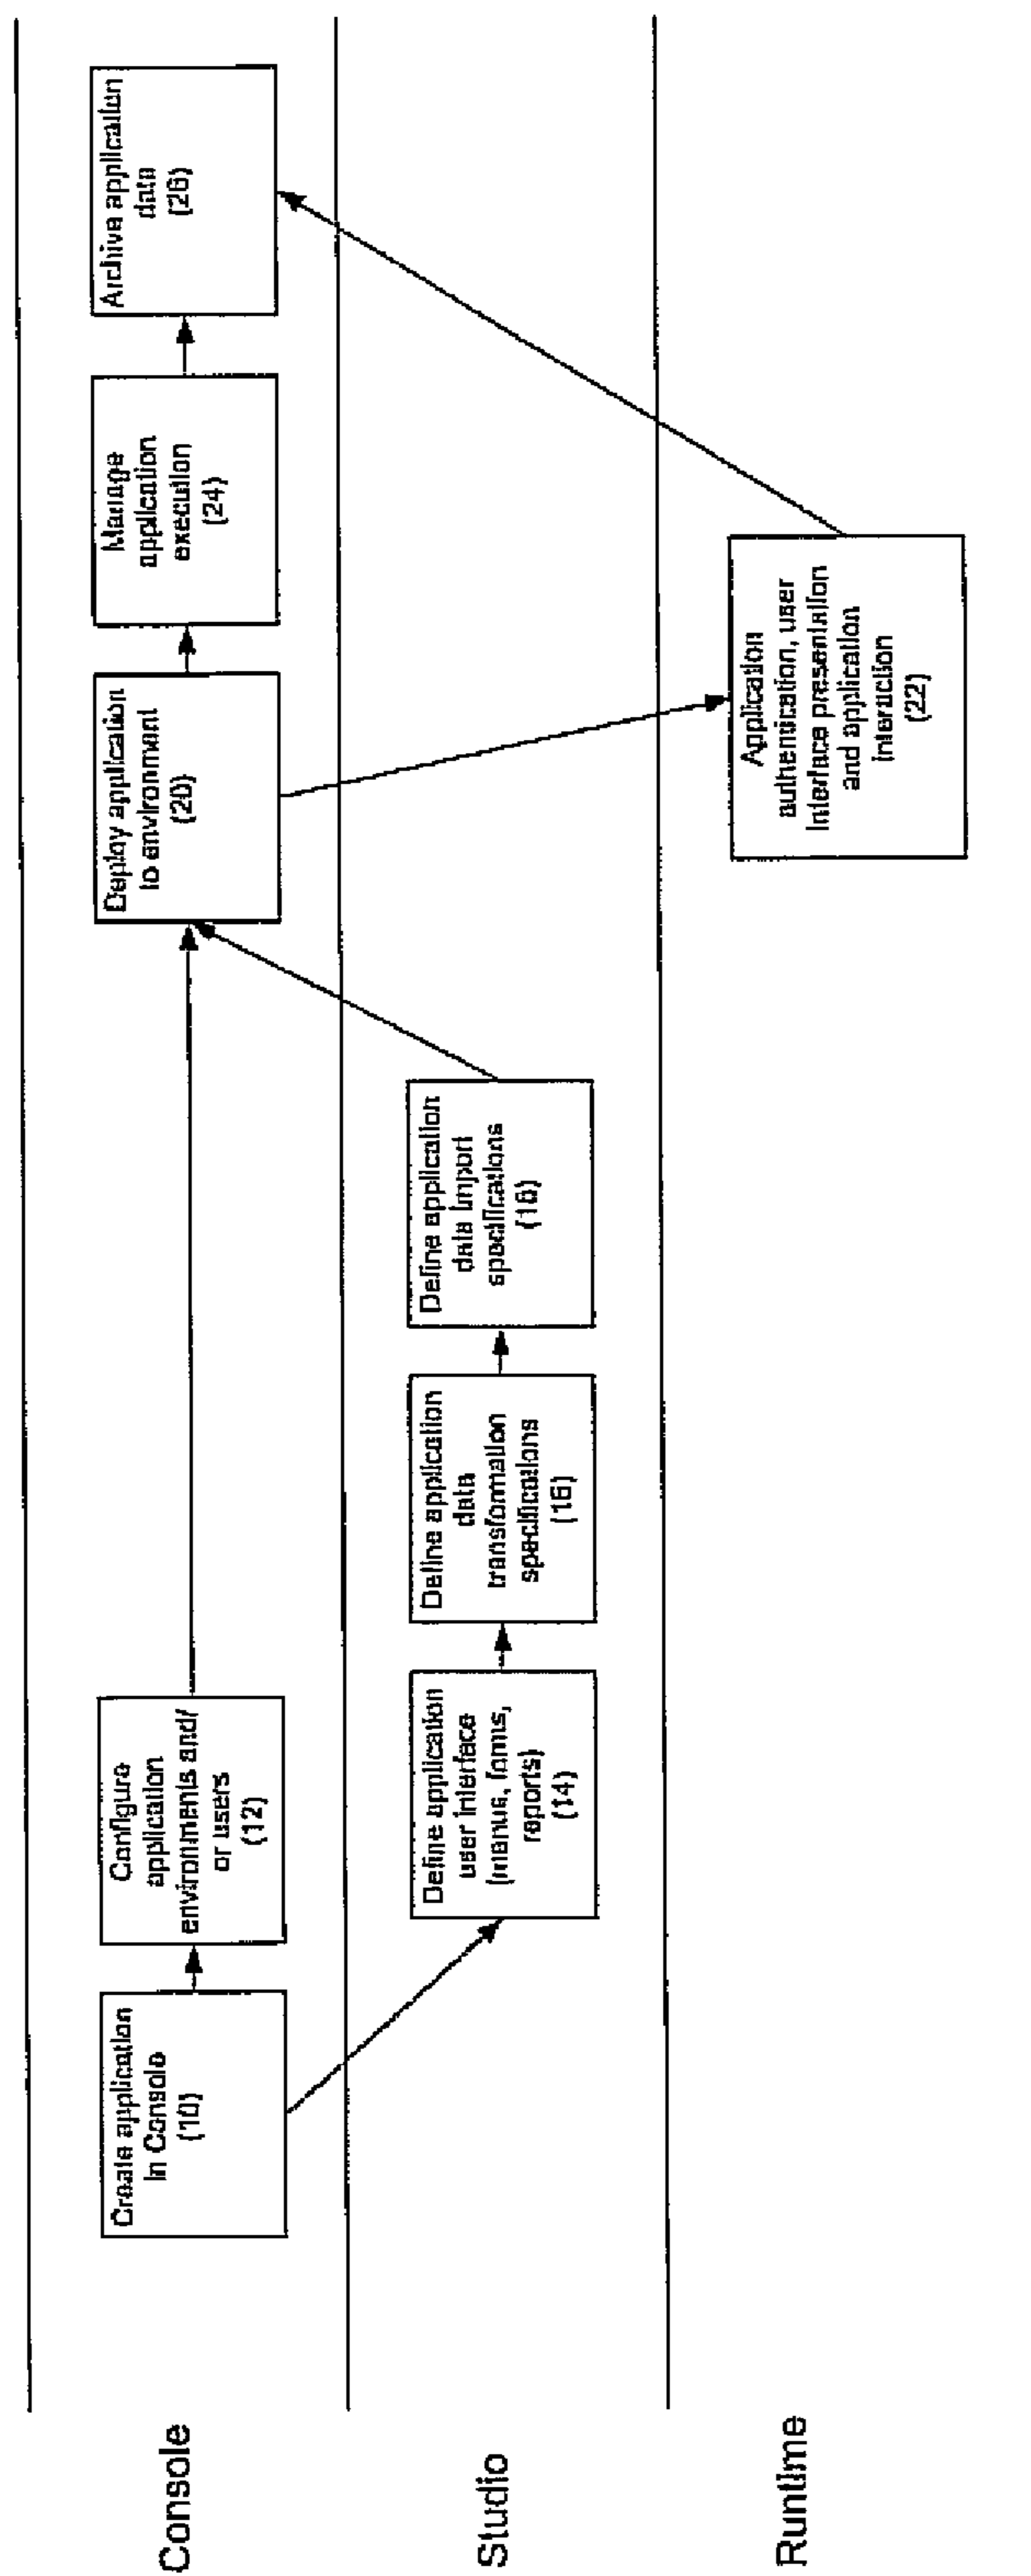 Console
Create application
in Console
(10)
Configure
application
environments and/
or users
(12)
Deploy application
to environment
(20)
Manage
application
execution
(24)
Archive application
data
(26)
Studio
Define application
user interface
(menus, forms,
reports)
(14)
Define application
data
transformation
specifications
(16)
Define application
data import
specifications
Runtime
Application
authentication, user
interface presentation
and application
interaction
(22)